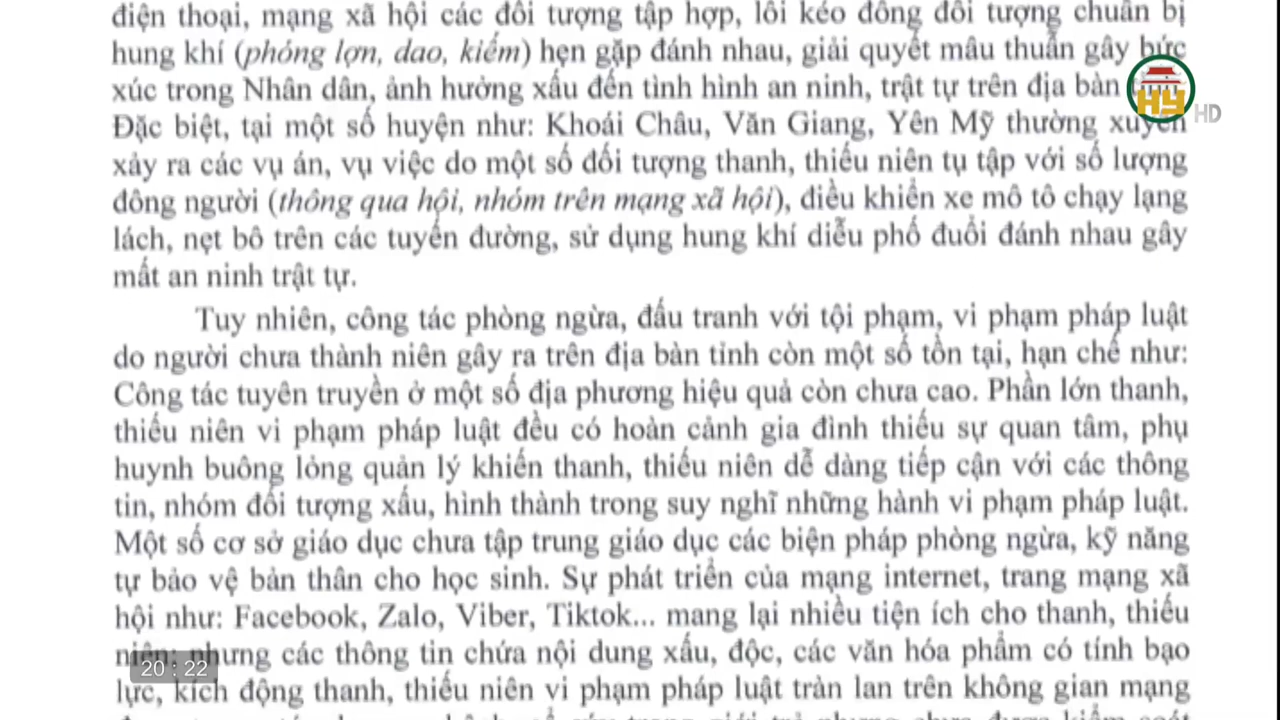 điện thoại, mạng xã hội các đối tượng tập hợp, lôi kéo đông đối tượng chuẩn bị
hung khí (phóng lợn, dao, kiếm) hẹn gặp đánh nhau, giải quyết mâu thuẫn gây bức
xúc trong Nhân dân, ảnh hưởng xấu đến tình hình an ninh, trật tự trên địa bàn
HY HD
Đặc biệt, tại một số huyện như: Khoái Châu, Văn Giang, Yên Mỹ thường xuyên
xảy ra các vụ án, vụ việc do một số đối tượng thanh, thiếu niên tụ tập với số lượng
đông người (thông qua hội, nhóm trên mạng xã hội), điều khiển xe mô tô chạy lạng
lách, nẹt bô trên các tuyến đường, sử dụng hung khí diễu phố đuổi đánh nhau gây
mất an ninh trật tự.
Tuy nhiên, công tác phòng ngừa, đấu tranh với tội phạm, vi phạm pháp luật
do người chưa thành niên gây ra trên địa bàn tỉnh còn một số tồn tại, hạn chế như:
Công tác tuyên truyền ở một số địa phương hiệu quả còn chưa cao. Phần lớn thanh,
thiếu niên vi phạm pháp luật đều có hoàn cảnh gia đình thiếu sự quan tâm, phụ
huynh buông lỏng quản lý khiến thanh, thiếu niên dễ dàng tiếp cận với các thông
tin, nhóm đối tượng xấu, hình thành trong suy nghĩ những hành vi phạm pháp luật.
Một số cơ sở giáo dục chưa tập trung giáo dục các biện pháp phòng ngừa, kỹ năng
tự bảo vệ bản thân cho học sinh. Sự phát triển của mạng internet, trang mạng xã
hội như: Facebook, Zalo, Viber, Tiktok... mang lại nhiều tiện ích cho thanh, thiếu
niên; nhưng các thông tin chứa nội dung xấu, độc, các văn hóa phẩm có tính bạo
20 : 22
lực, kích động thanh, thiếu niên vi phạm pháp luật tràn lan trên không gian mạng